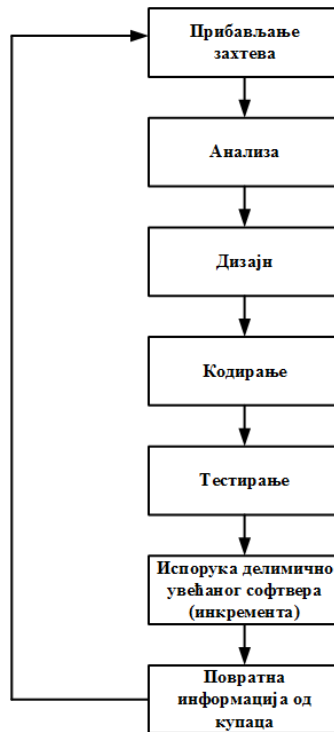 Прибављање
захтева
Анализа
Дизајн
Кодирање
Тестирање
Испорука делимично
увећаног софтвера
(инкремента)
Повратна
информација од
купаца